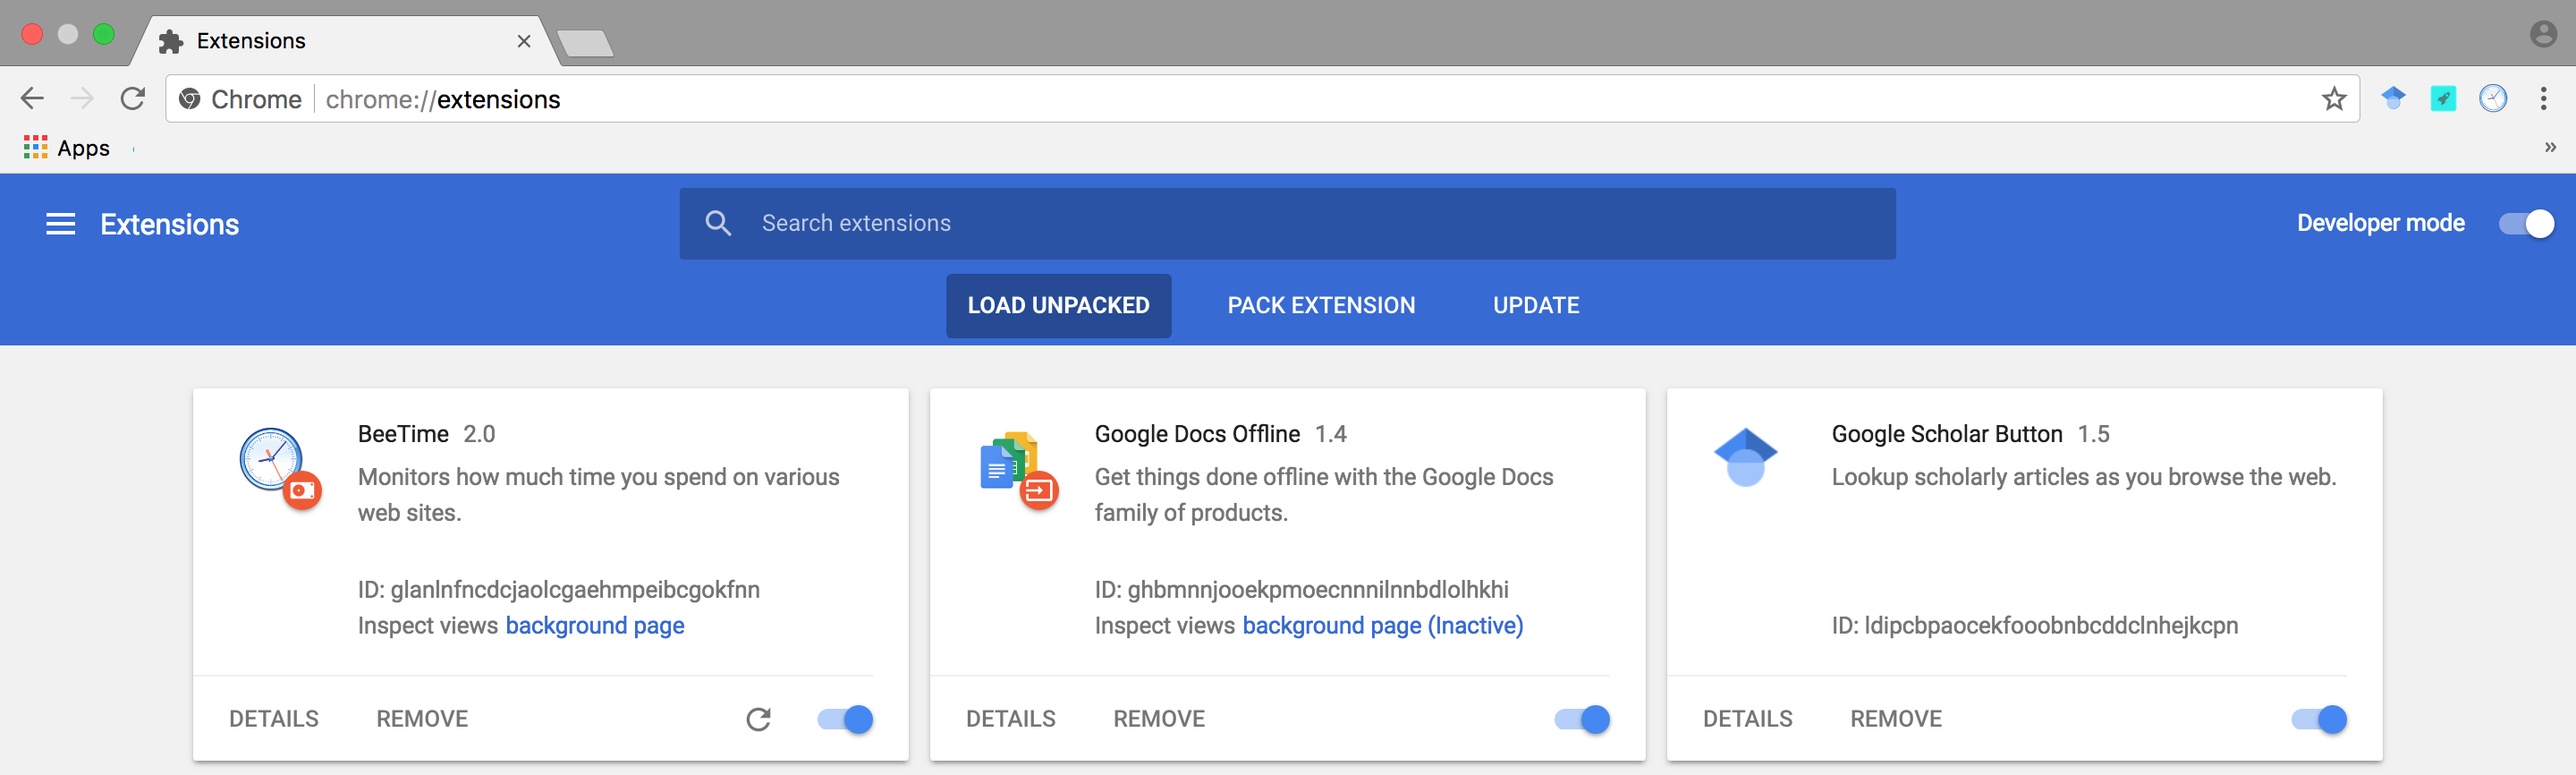 Extensions
Chrome chrome://extensions
Apps
Extensions
Search extensions
Developer mode
LOAD UNPACKED
PACK EXTENSION
UPDATE
BeeTime 2.0
Monitors how much time you spend on various
web sites.
ID: glanlnfncdcjaolcgaehmpeibcgokfnn
Inspect views background page
DETAILS
REMOVE
Google Docs Offline 1.4
Get things done offline with the Google Docs
family of products.
ID: ghbmnnjooekpmoecnnnilnnbdlolhkhi
Inspect views background page (Inactive)
DETAILS
REMOVE
Google Scholar Button 1.5
Lookup scholarly articles as you browse the web.
ID: ldipcbpaocekfooobnbcddclnhejkcpn
DETAILS
REMOVE